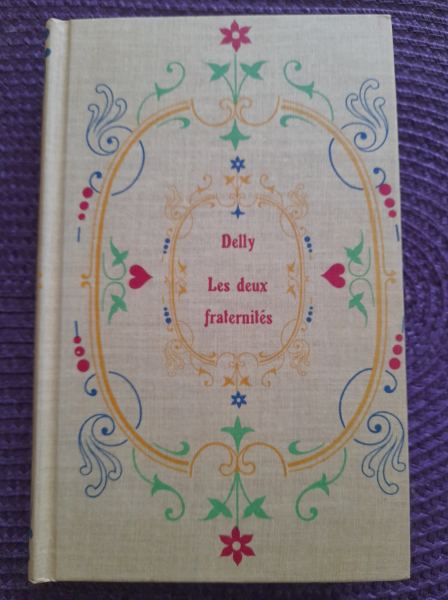 Delly
Les deux
fraternités